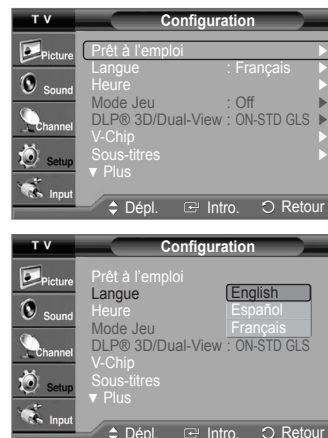 T V Configuration
Picture
Sound
Channel
Setup
Input
Prêt à l'emploi
Langue : Français
Heure
Mode Jeu : Off
DLP® 3D/Dual-View : ON-STD GLS
V-Chip
Sous-titres
▼ Plus
Dépl. Intro. Retour
T V Configuration
Picture
Sound
Channel
Setup
Input
Prêt à l'emploi
Langue English
Heure Español
Mode Jeu Français
DLP® 3D/Dual-View : ON-STD GLS
V-Chip
Sous-titres
▼ Plus
Dépl. Intro. Retour